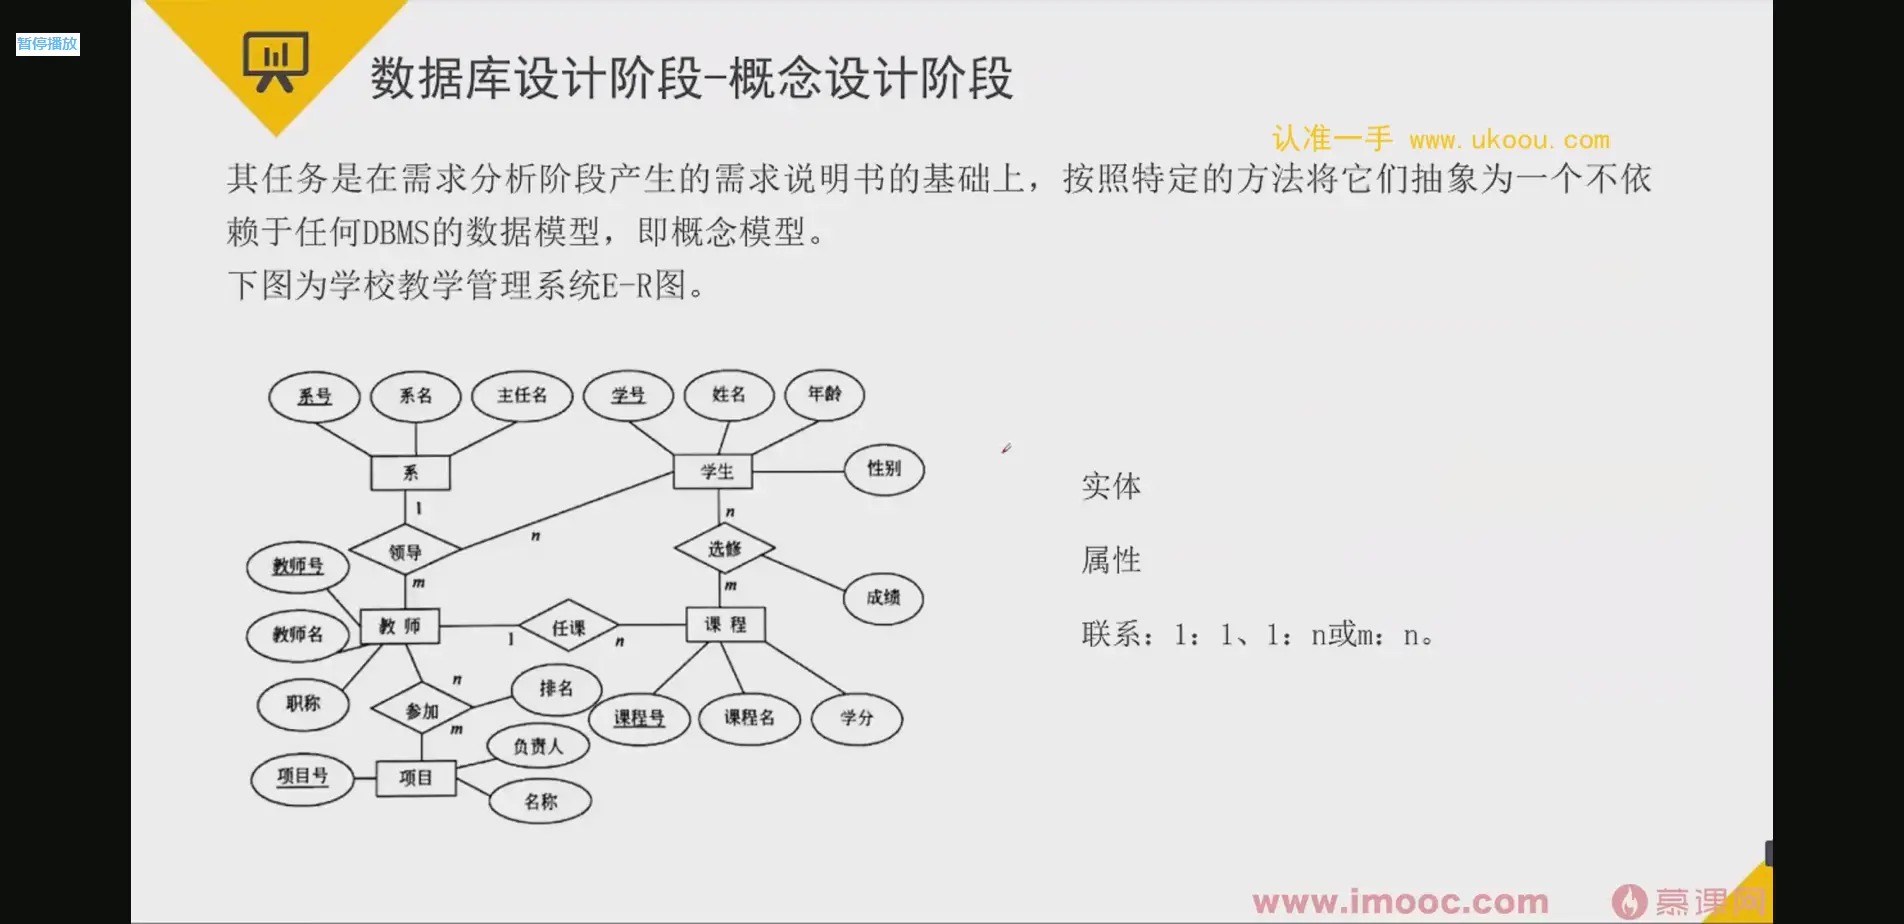 暂停播放
数据库设计阶段-概念设计阶段
认准一手 www.ukoou.com
其任务是在需求分析阶段产生的需求说明书的基础上，按照特定的方法将它们抽象为一个不依
赖于任何DBMS的数据模型，即概念模型。
下图为学校教学管理系统E-R图。
系号 系名 主任名 学号 姓名 年龄
系 学生 性别
1 n
n
领导 选修
教师号 m m
成绩
教师名 教师 任课 课程
1 n
n
职称 参加 排名 课程号 课程名 学分
m
负责人
项目号 项目
名称
实体
属性
联系：1：1、1：n或m：n。
www.imooc.com 慕课网